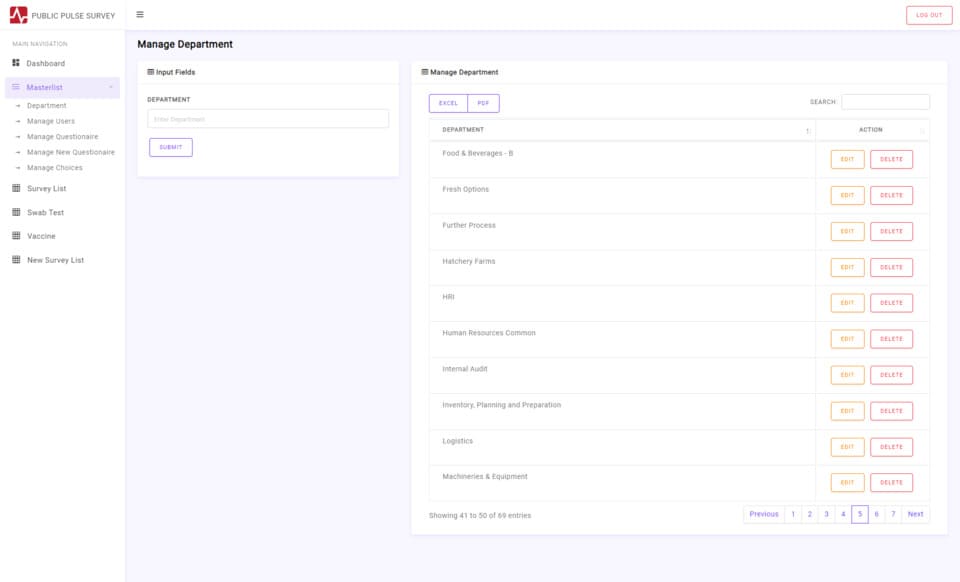 PUBLIC PULSE SURVEY
LOG OUT
MAIN NAVIGATION
Dashboard
Masterlist
Department
Manage Users
Manage Questionaire
Manage New Questionaire
Manage Choices
Survey List
Swab Test
Vaccine
New Survey List
Manage Department
Input Fields
DEPARTMENT
Enter Department
SUBMIT
Manage Department
EXCEL PDF SEARCH:
DEPARTMENT ACTION
Food & Beverages - B EDIT DELETE
Fresh Options EDIT DELETE
Further Process EDIT DELETE
Hatchery Farms EDIT DELETE
HRI EDIT DELETE
Human Resources Common EDIT DELETE
Internal Audit EDIT DELETE
Inventory, Planning and Preparation EDIT DELETE
Logistics EDIT DELETE
Machineries & Equipment EDIT DELETE
Showing 41 to 50 of 69 entries
Previous 1 2 3 4 5 6 7 Next